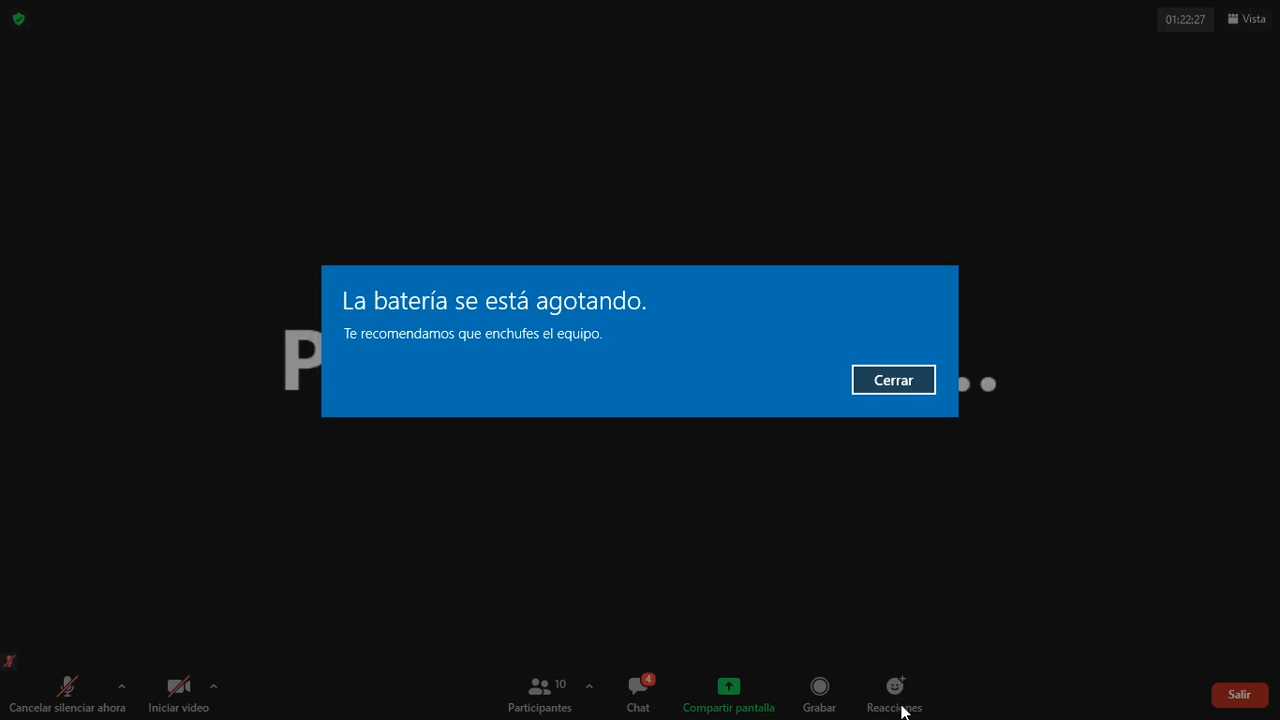 01:22:27
Vista
La batería se está agotando.
Te recomendamos que enchufes el equipo.
Cerrar
P
10
4
Cancelar silenciar ahora
Iniciar video
Participantes
Chat
Compartir pantalla
Grabar
Reacciones
Salir